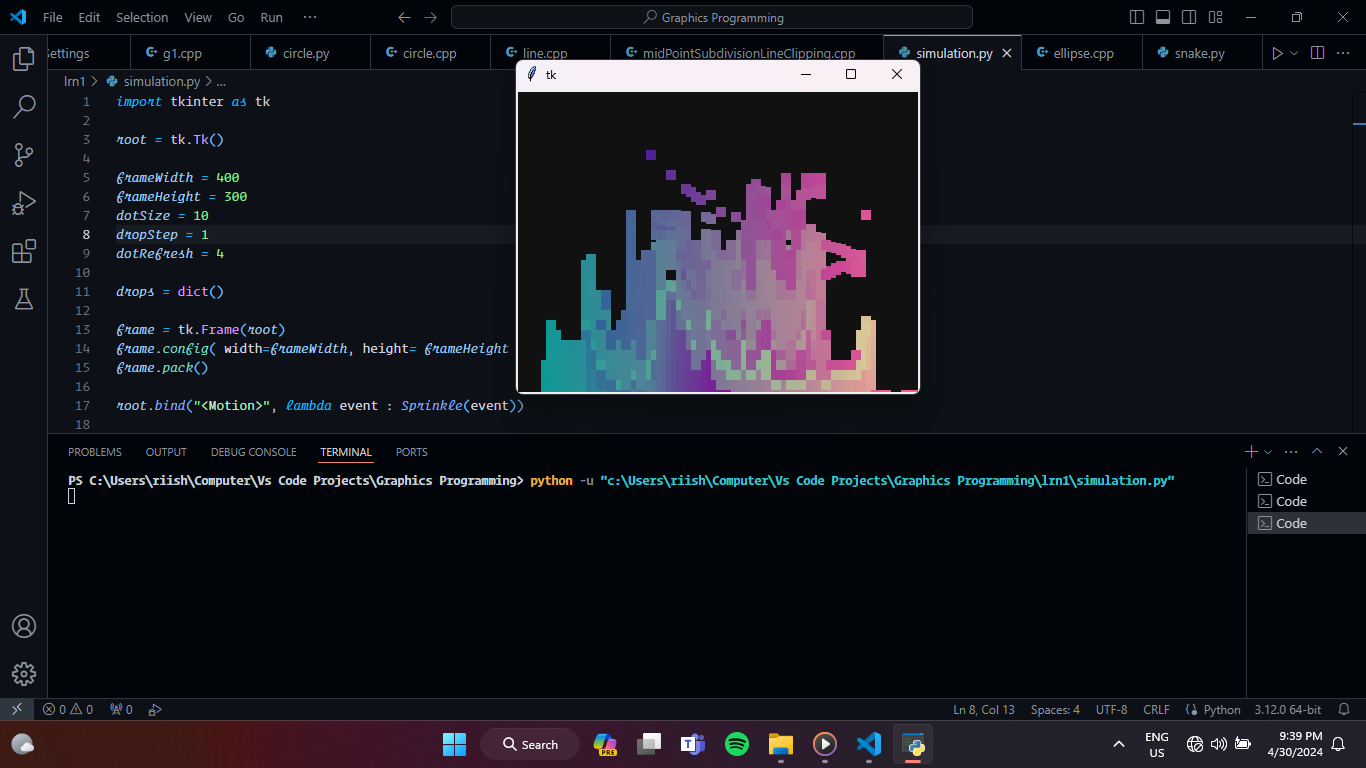 File Edit Selection View Go Run ··· Graphics Programming
Settings g1.cpp circle.py circle.cpp line.cpp midPointSubdivisionLineClipping.cpp simulation.py ellipse.cpp snake.py
lrn1 > simulation.py > ...
tk
1 import tkinter as tk
2
3 root = tk.Tk()
4
5 frameWidth = 400
6 frameHeight = 300
7 dotSize = 10
8 dropStep = 1
9 dotRefresh = 4
10
11 drops = dict()
12
13 frame = tk.Frame(root)
14 frame.config( width=frameWidth, height= frameHeight
15 frame.pack()
16
17 root.bind("<Motion>", lambda event : Sprinkle(event))
18
PROBLEMS OUTPUT DEBUG CONSOLE TERMINAL PORTS
PS C:\Users\riish\Computer\Vs Code Projects\Graphics Programming> python -u "c:\Users\riish\Computer\Vs Code Projects\Graphics Programming\lrn1\simulation.py"
Code
Code
Code
0 0 0 Ln 8, Col 13 Spaces: 4 UTF-8 CRLF Python 3.12.0 64-bit
Search PRE ENG US 9:39 PM
4/30/2024